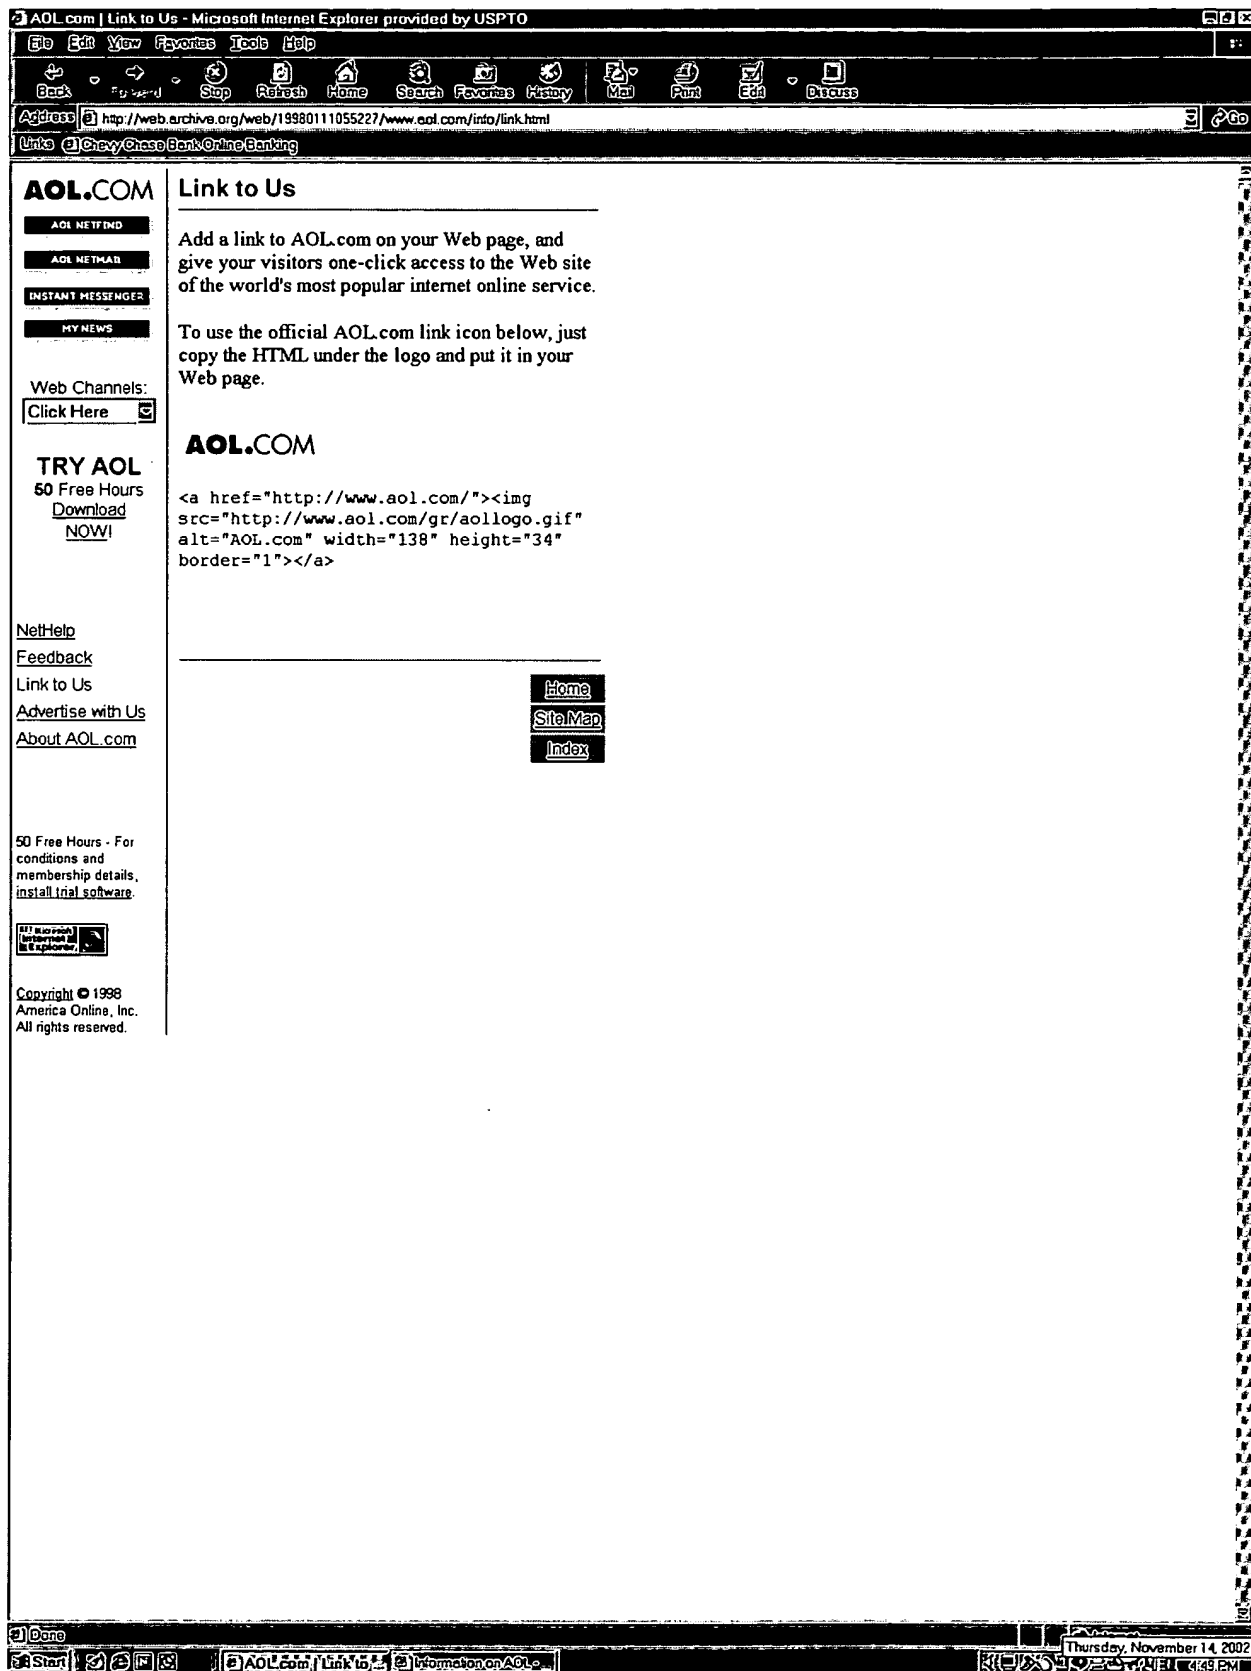 AOL.com | Link to Us - Microsoft Internet Explorer provided by USPTO
File Edit View Favorites Tools Help
Back Forward Stop Refresh Home Search Favorites History Mail Print Edit Discuss
Address http://web.archive.org/web/19980111055227/www.aol.com/info/link.html Go
Links Chevy Chase Bank Online Banking
AOL.COM
AOL NETFIND
AOL NETMAIL
INSTANT MESSENGER
MY NEWS
Web Channels:
Click Here
TRY AOL
50 Free Hours
Download
NOW!
NetHelp
Feedback
Link to Us
Advertise with Us
About AOL.com
50 Free Hours - For
conditions and
membership details,
install trial software.
Microsoft
Internet
Explorer
Copyright © 1998
America Online, Inc.
All rights reserved.
Link to Us
Add a link to AOL.com on your Web page, and
give your visitors one-click access to the Web site
of the world's most popular internet online service.
To use the official AOL.com link icon below, just
copy the HTML under the logo and put it in your
Web page.
AOL.COM
<a href="http://www.aol.com/"><img
src="http://www.aol.com/gr/aollogo.gif"
alt="AOL.com" width="138" height="34"
border="1"></a>
Home
Site Map
Index
Done
Thursday, November 14, 2002
Start AOL.com | Link to Information on AOL 4:49 PM